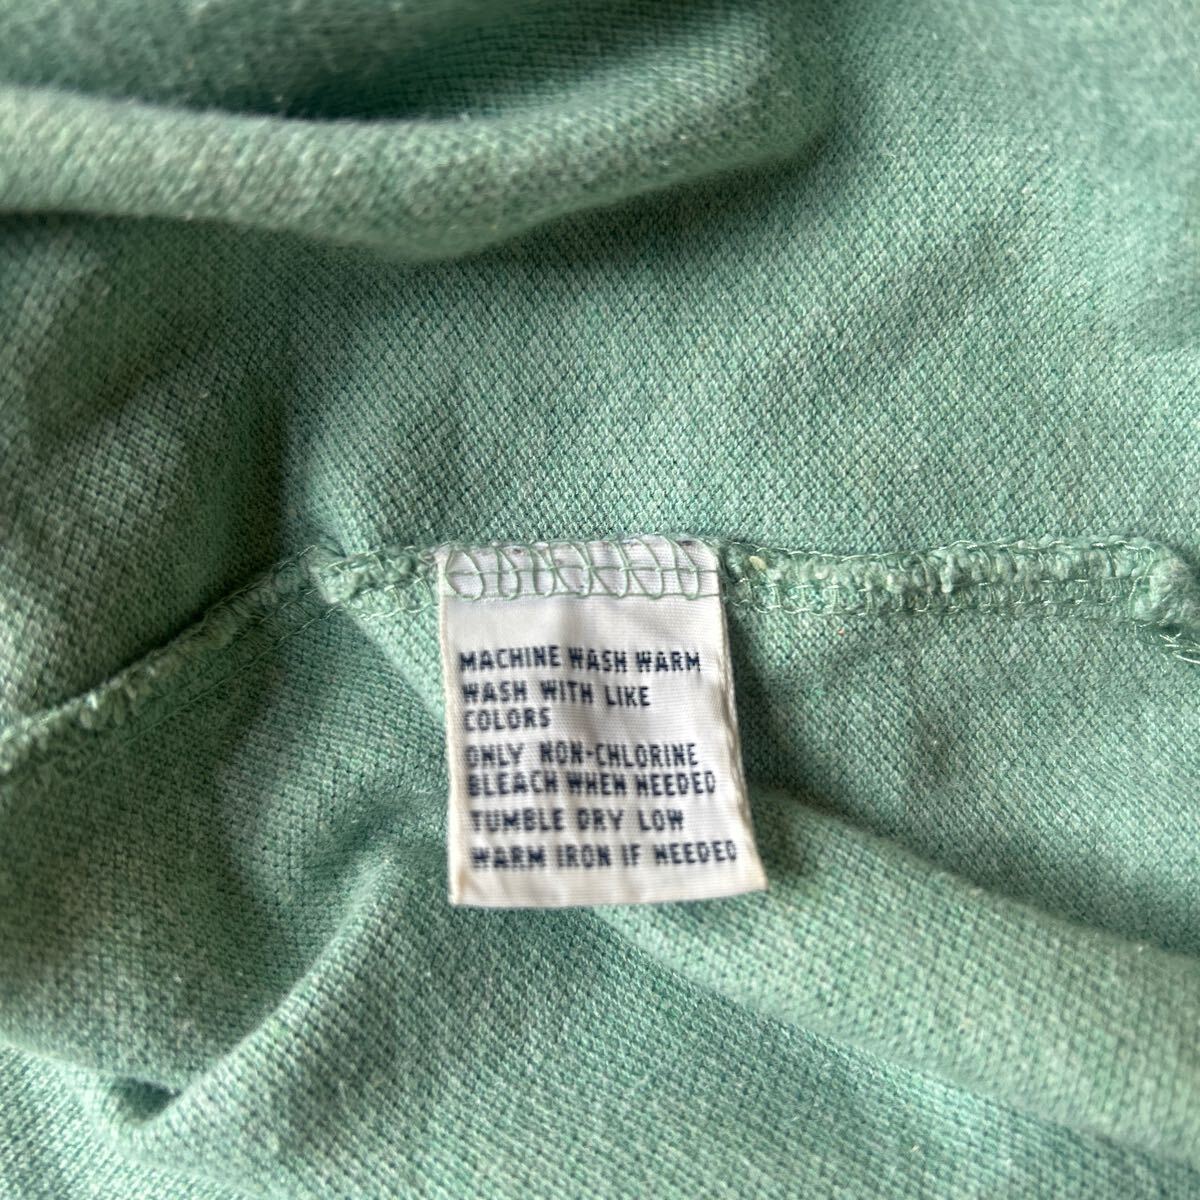 MACHINE WASH WARM
WASH WITH LIKE
COLORS
ONLY NON-CHLORINE
BLEACH WHEN NEEDED
TUMBLE DRY LOW
WARM IRON IF NEEDED